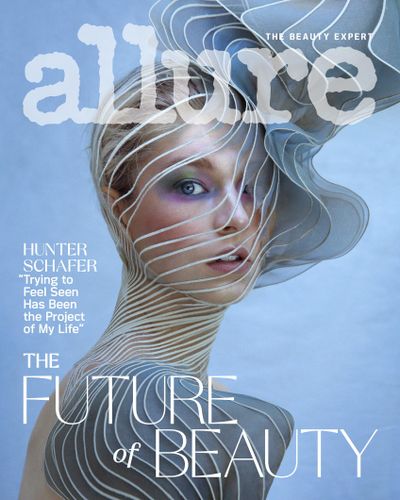 THE BEAUTY EXPERT
allure
HUNTER
SCHAFER
"Trying to
Feel Seen
Has Been
the Project
of My Life"
THE
FUTURE
of BEAUTY